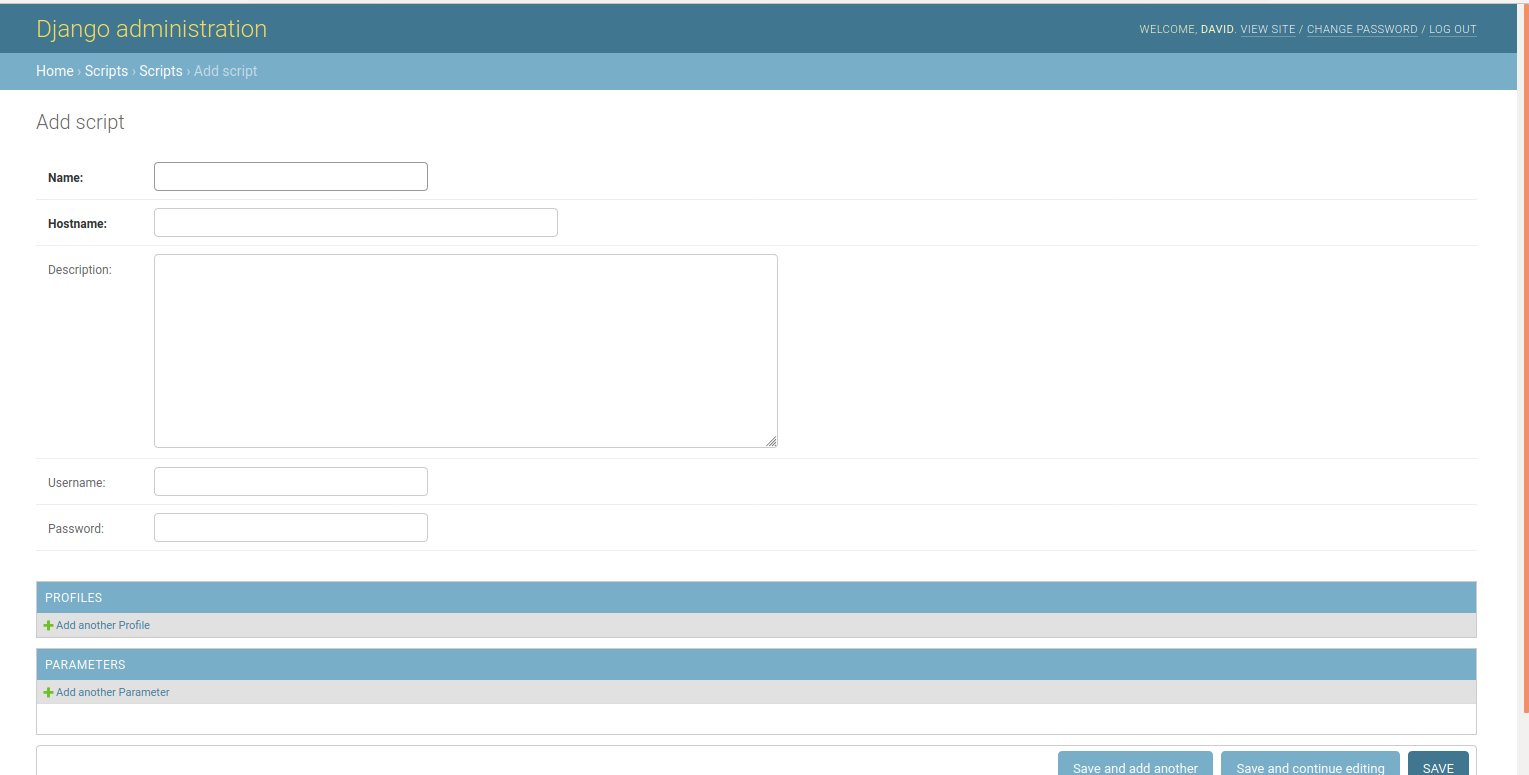 Django administration
WELCOME, DAVID. VIEW SITE / CHANGE PASSWORD / LOG OUT
Home › Scripts › Scripts › Add script
Add script
Name:
Hostname:
Description:
Username:
Password:
PROFILES
Add another Profile
PARAMETERS
Add another Parameter
Save and add another
Save and continue editing
SAVE